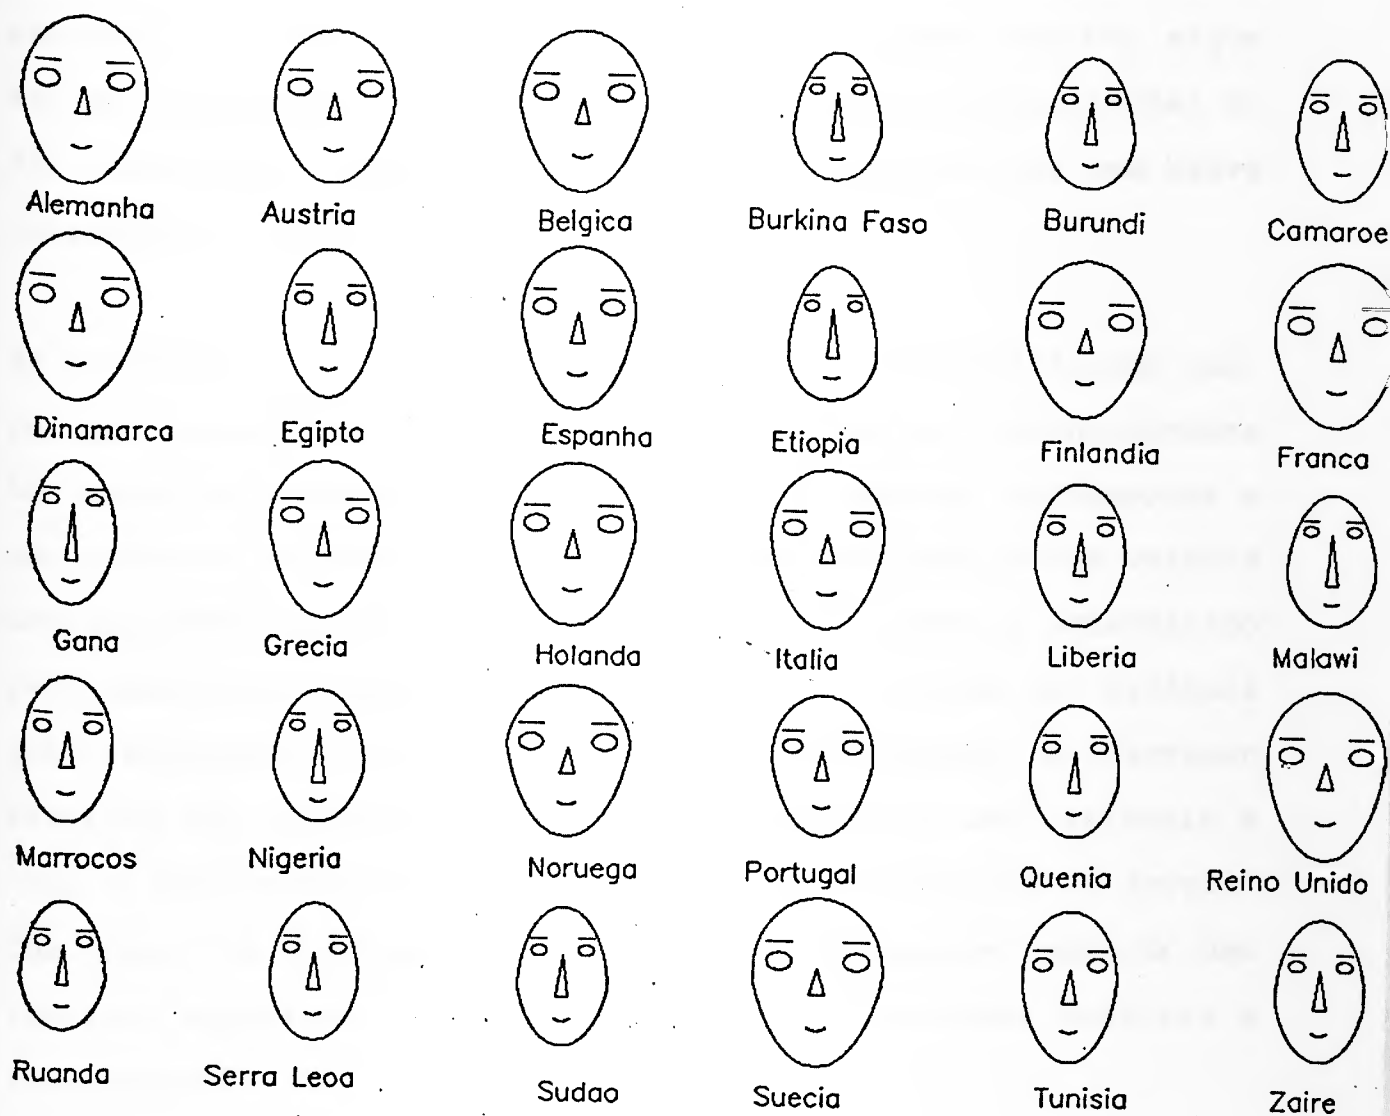 Alemanha
Austria
Belgica
Burkina Faso
Burundi
Camaroe
Dinamarca
Egipto
Espanha
Etiopia
Finlandia
Franca
Gana
Grecia
Holanda
Italia
Liberia
Malawi
Marrocos
Nigeria
Noruega
Portugal
Quenia
Reino Unido
Ruanda
Serra Leoa
Sudao
Suecia
Tunisia
Zaire